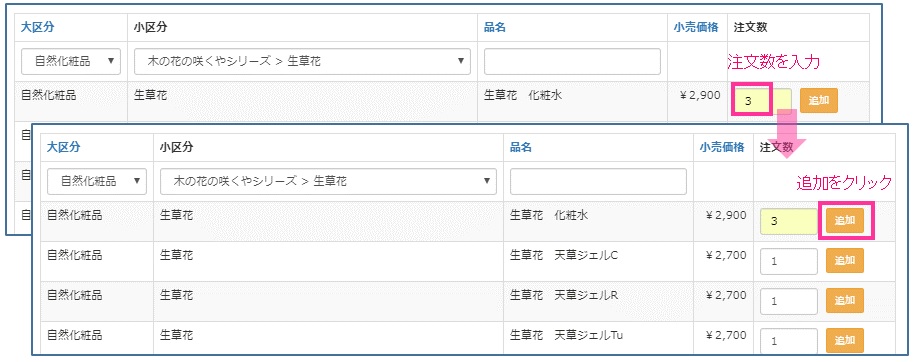 大区分 小区分 品名 小売価格 注文数
自然化粧品 木の花の咲くやシリーズ > 生草花 注文数を入力
自然化粧品 生草花 生草花　化粧水 ¥2,900 3 追加
自
大区分 小区分 品名 小売価格 注文数
自然化粧品 木の花の咲くやシリーズ > 生草花 追加をクリック
自然化粧品 生草花 生草花　化粧水 ¥2,900 3 追加
自然化粧品 生草花 生草花　天草ジェルC ¥2,700 1 追加
自然化粧品 生草花 生草花　天草ジェルR ¥2,700 1 追加
自然化粧品 生草花 生草花　天草ジェルTu ¥2,700 1 追加